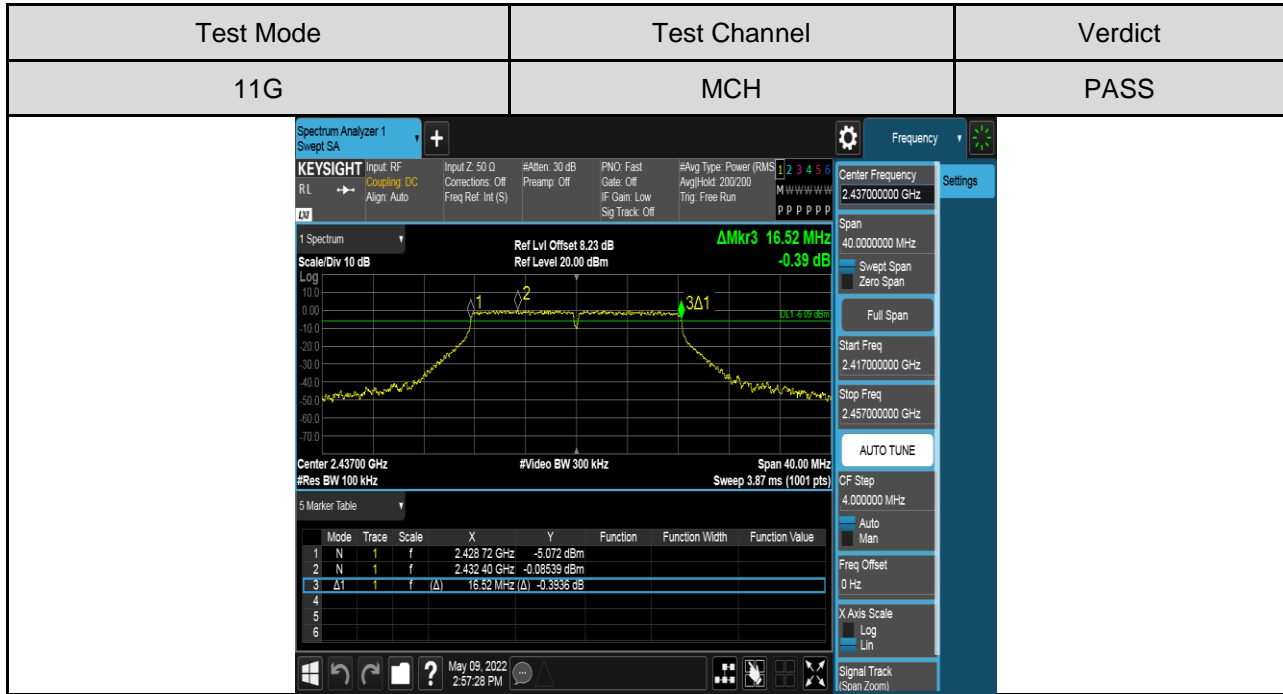 Test Mode Test Channel Verdict
11G MCH PASS
Spectrum Analyzer 1
Swept SA
+
Frequency
KEYSIGHT Input: RF Input Z: 50 Ω #Atten: 30 dB PNO: Fast #Avg Type: Power (RMS 1 2 3 4 5 6
RL Coupling: DC Corrections: Off Preamp: Off Gate: Off Avg|Hold: 200/200 M W W W W W
Align: Auto Freq Ref: Int (S) IF Gain: Low Trig: Free Run
LXI Sig Track: Off P P P P P P
1 Spectrum Ref Lvl Offset 8.23 dB ΔMkr3 16.52 MHz
Scale/Div 10 dB Ref Level 20.00 dBm -0.39 dB
Log
10.0
0.00
-10.0
-20.0
-30.0
-40.0
-50.0
-60.0
-70.0
1
2
3Δ1
DL1 -6.09 dBm
Center 2.43700 GHz #Video BW 300 kHz Span 40.00 MHz
#Res BW 100 kHz Sweep 3.87 ms (1001 pts)
5 Marker Table
Mode Trace Scale X Y Function Function Width Function Value
1 N 1 f 2.428 72 GHz -5.072 dBm
2 N 1 f 2.432 40 GHz -0.08539 dBm
3 Δ1 1 f (Δ) 16.52 MHz (Δ) -0.3936 dB
4
5
6
May 09, 2022
2:57:28 PM
?
Center Frequency
2.437000000 GHz
Settings
Span
40.0000000 MHz
Swept Span
Zero Span
Full Span
Start Freq
2.417000000 GHz
Stop Freq
2.457000000 GHz
AUTO TUNE
CF Step
4.000000 MHz
Auto
Man
Freq Offset
0 Hz
X Axis Scale
Log
Lin
Signal Track
(Span Zoom)